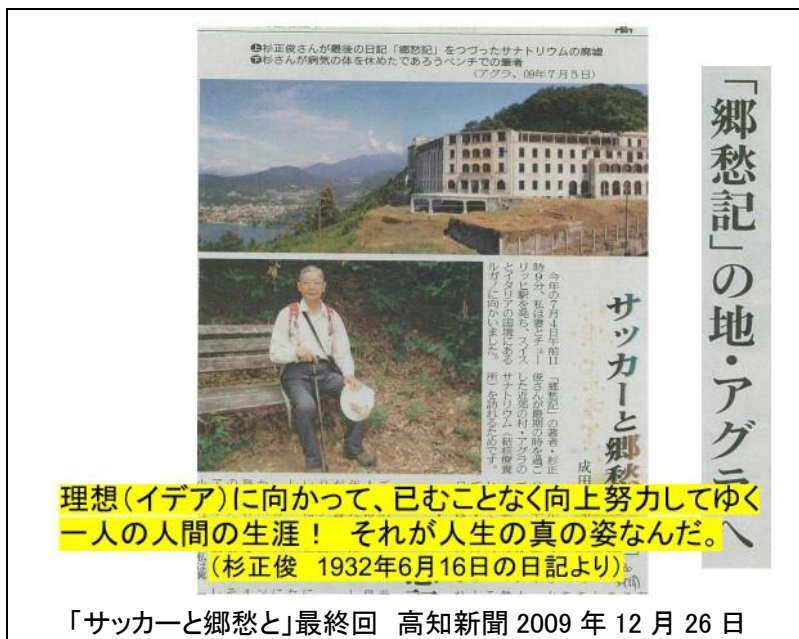 ㊤杉正俊さんが最後の日記「郷愁記」をつづったサナトリウムの廃墟
㊦杉さんが病気の体を休めたであろうベンチでの筆者
(アグラ、09年7月5日)
「郷愁記」の地・アグラへ
サッカーと郷愁
成田
今年の7月4日午前11
時9分、私は妻とチュー
リッヒ駅を発ち、スイス
とイタリアの国境にある
ルガノに向かいました。
「郷愁記」の著者・杉正
俊さんが最期の時を過ご
した近郊の村・アグラの
サナトリウム(結核療養
所)を訪れるためです。
理想(イデア)に向かって、已むことなく向上努力してゆく
一人の人間の生涯! それが人生の真の姿なんだ。
(杉正俊 1932年6月16日の日記より)
「サッカーと郷愁と」最終回 高知新聞 2009 年 12 月 26 日